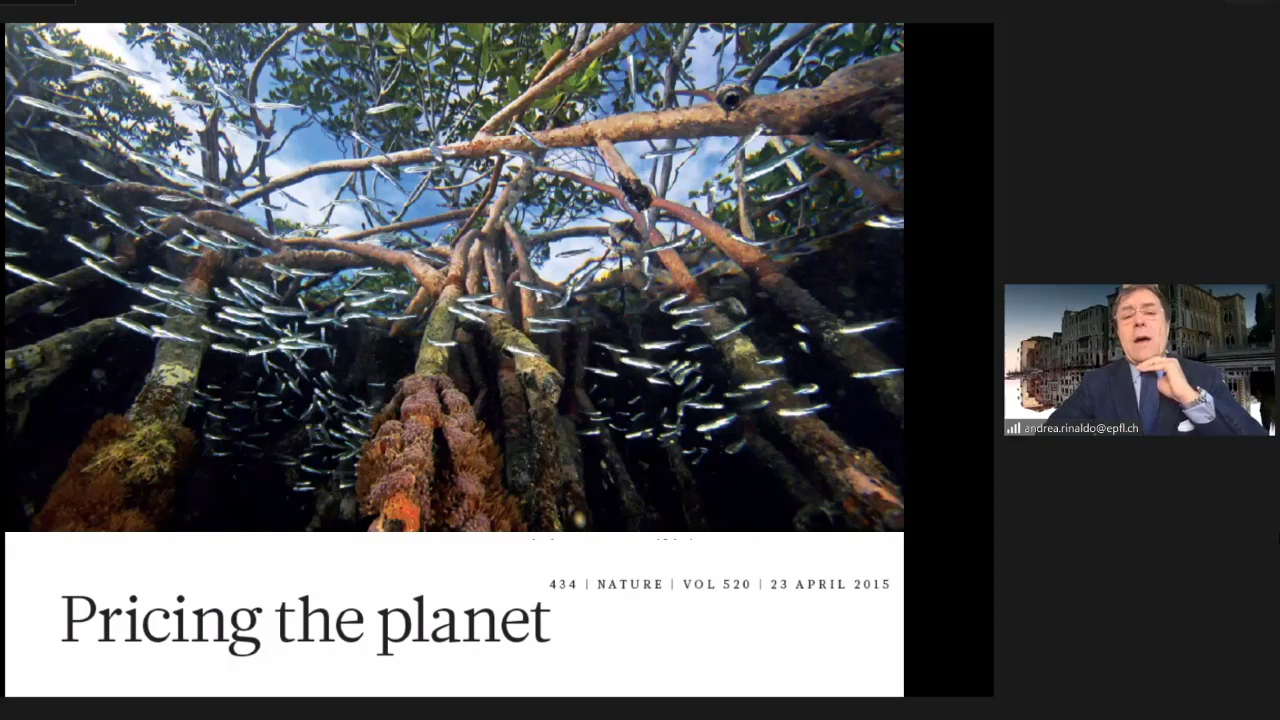 434 | NATURE | VOL 520 | 23 APRIL 2015
Pricing the planet
andrea.rinaldo@epfl.ch